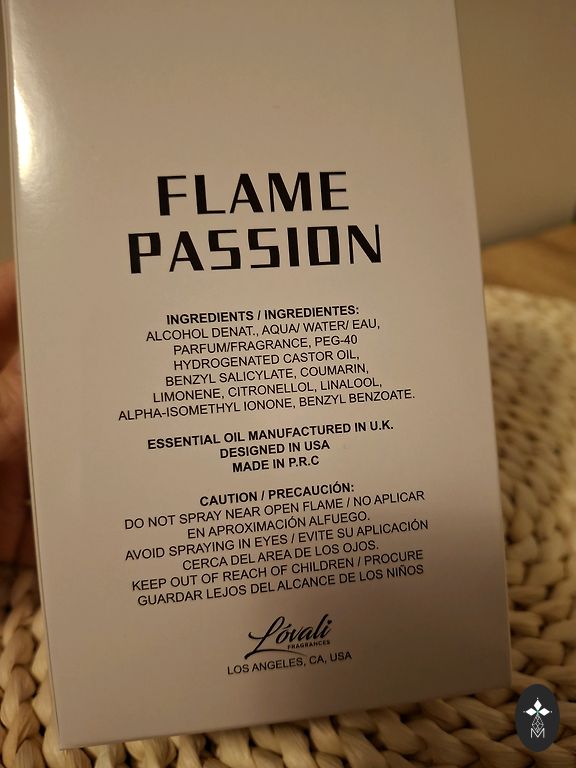 FLAME
PASSION
INGREDIENTS / INGREDIENTES:
ALCOHOL DENAT., AQUA/ WATER/ EAU,
PARFUM/FRAGRANCE, PEG-40
HYDROGENATED CASTOR OIL,
BENZYL SALICYLATE, COUMARIN,
LIMONENE, CITRONELLOL, LINALOOL,
ALPHA-ISOMETHYL IONONE, BENZYL BENZOATE.
ESSENTIAL OIL MANUFACTURED IN U.K.
DESIGNED IN USA
MADE IN P.R.C
CAUTION / PRECAUCIÓN:
DO NOT SPRAY NEAR OPEN FLAME / NO APLICAR
EN APROXIMACIÓN ALFUEGO.
AVOID SPRAYING IN EYES / EVITE SU APLICACIÓN
CERCA DEL AREA DE LOS OJOS.
KEEP OUT OF REACH OF CHILDREN / PROCURE
GUARDAR LEJOS DEL ALCANCE DE LOS NIÑOS
Lóvali
FRAGRANCES
LOS ANGELES, CA, USA
M